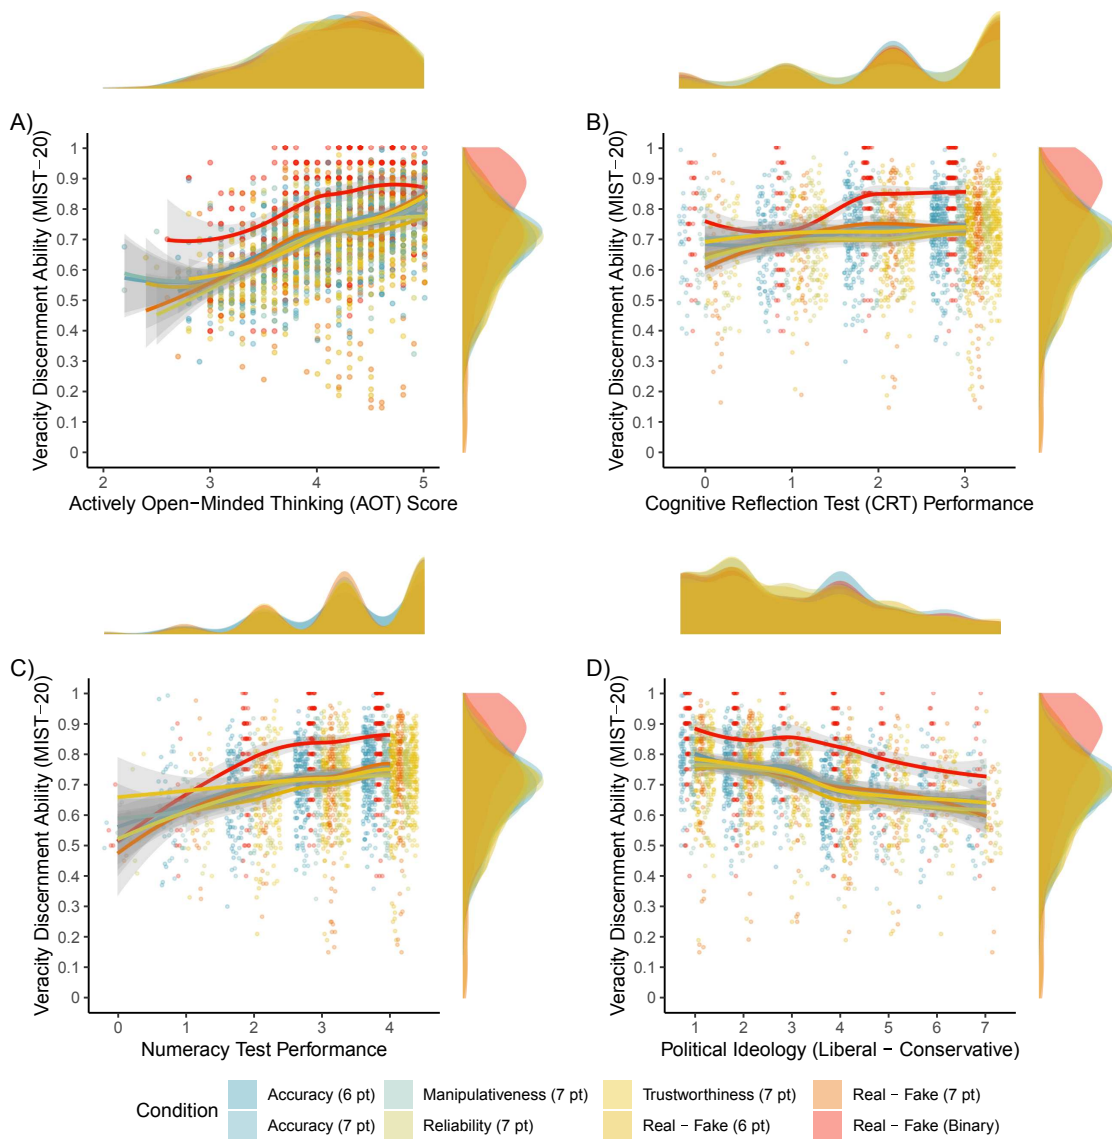 A)
Veracity Discernment Ability (MIST−20)
1
0.9
0.8
0.7
0.6
0.5
0.4
0.3
0.2
0.1
0
2 3 4 5
Actively Open−Minded Thinking (AOT) Score
B)
Veracity Discernment Ability (MIST−20)
1
0.9
0.8
0.7
0.6
0.5
0.4
0.3
0.2
0.1
0
0 1 2 3
Cognitive Reflection Test (CRT) Performance
C)
Veracity Discernment Ability (MIST−20)
1
0.9
0.8
0.7
0.6
0.5
0.4
0.3
0.2
0.1
0
0 1 2 3 4
Numeracy Test Performance
D)
Veracity Discernment Ability (MIST−20)
1
0.9
0.8
0.7
0.6
0.5
0.4
0.3
0.2
0.1
0
1 2 3 4 5 6 7
Political Ideology (Liberal − Conservative)
Condition
Accuracy (6 pt) Manipulativeness (7 pt) Trustworthiness (7 pt) Real − Fake (7 pt)
Accuracy (7 pt) Reliability (7 pt) Real − Fake (6 pt) Real − Fake (Binary)